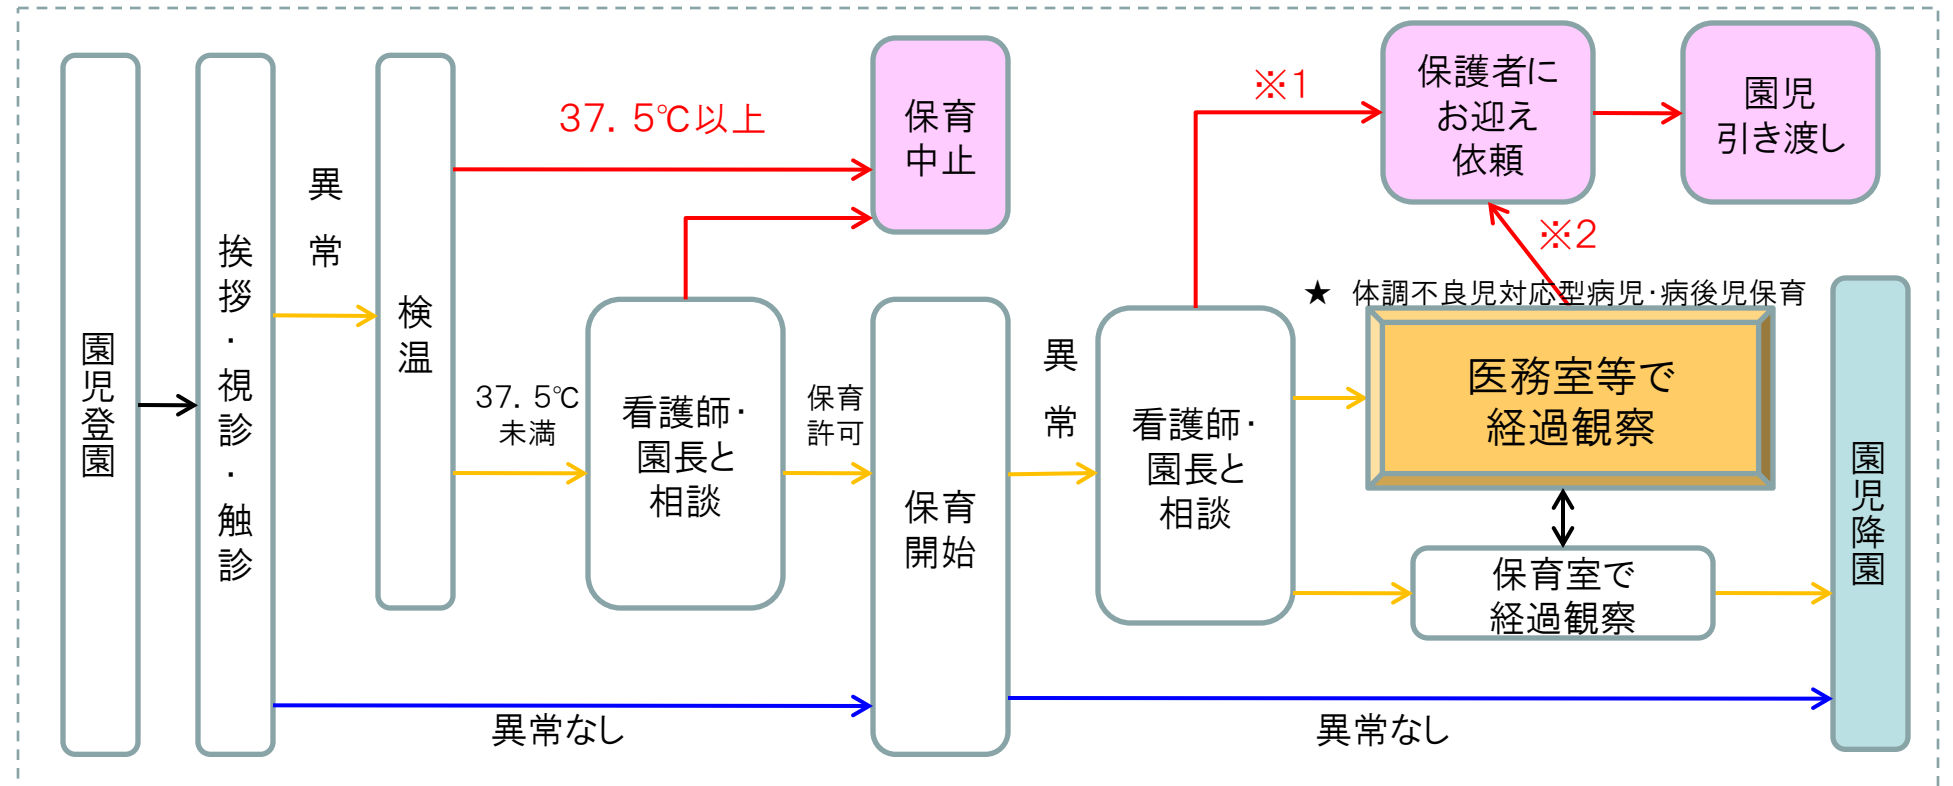 園児登園
挨拶・視診・触診
異常
検温
37．5℃以上
保育
中止
37．5℃
未満
看護師・
園長と
相談
保育
許可
保育
開始
異常なし
異常
看護師・
園長と
相談
※1
保護者に
お迎え
依頼
園児
引き渡し
※2
★ 体調不良児対応型病児・病後児保育
医務室等で
経過観察
保育室で
経過観察
異常なし
園児降園